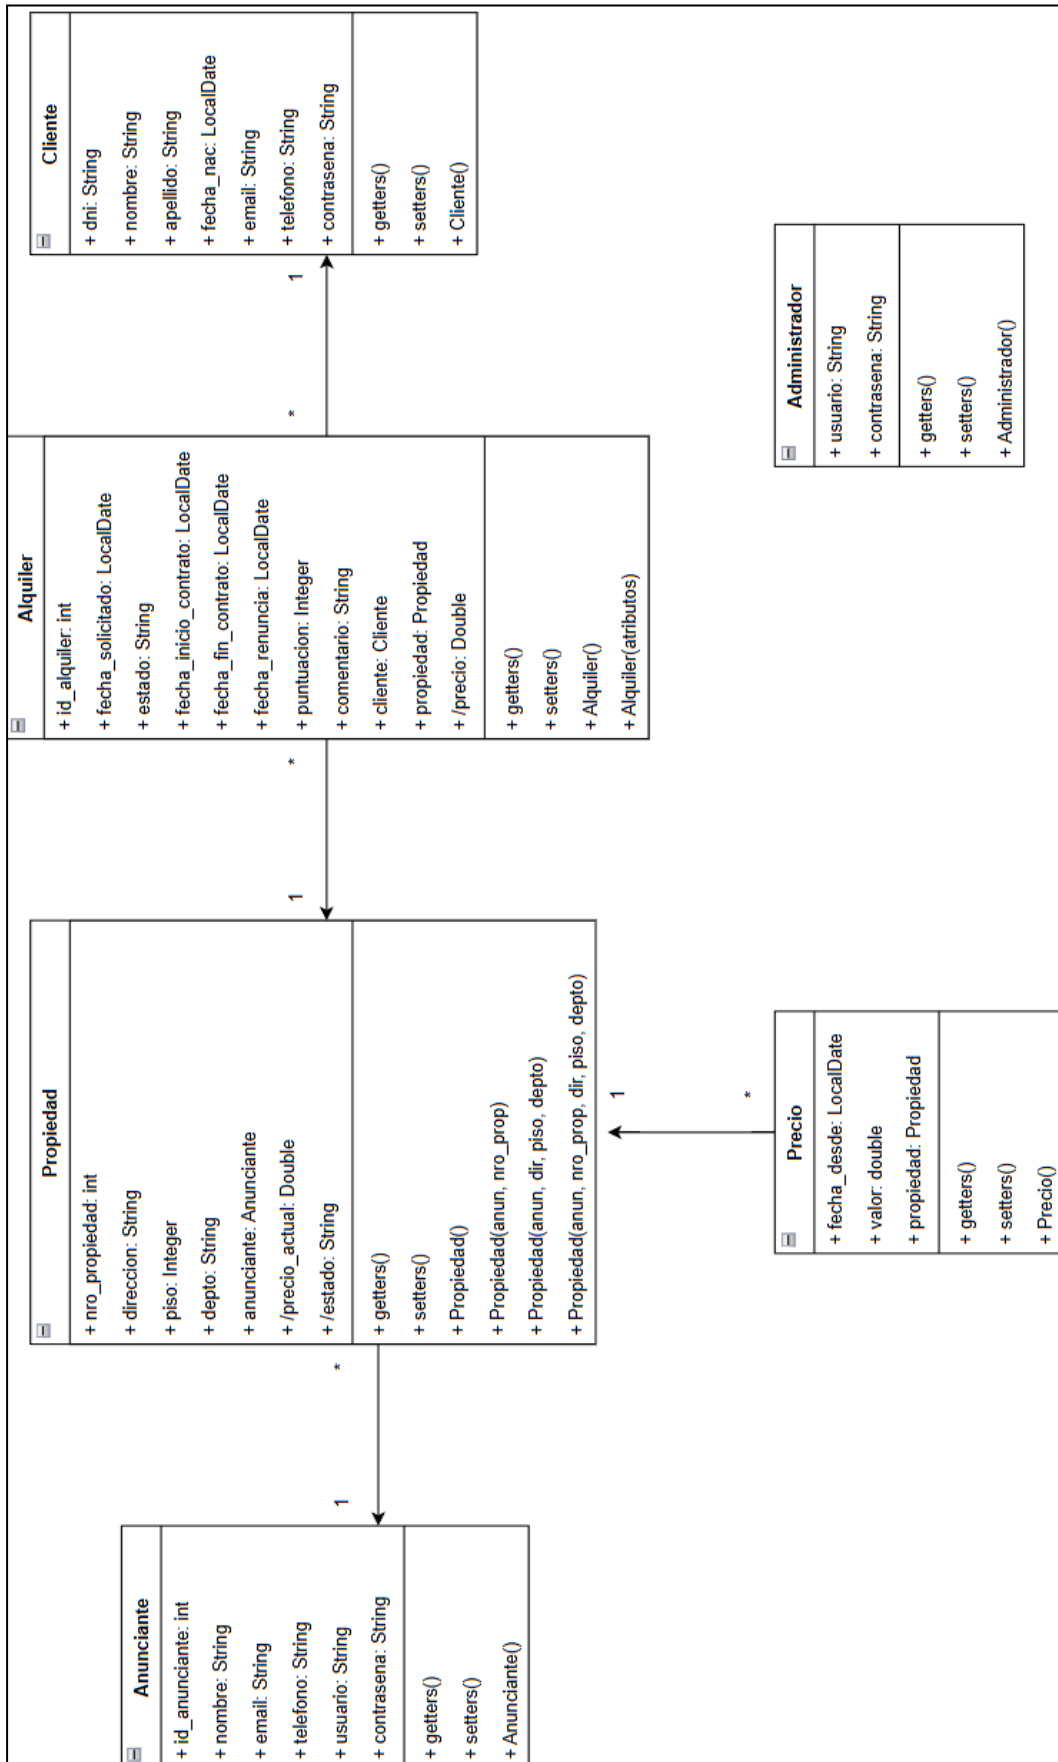 Anunciante
+ id_anunciante: int
+ nombre: String
+ email: String
+ telefono: String
+ usuario: String
+ contrasena: String
+ getters()
+ setters()
+ Anunciante()
1
*
Propiedad
+ nro_propiedad: int
+ direccion: String
+ piso: Integer
+ depto: String
+ anunciante: Anunciante
+ /precio_actual: Double
+ /estado: String
+ getters()
+ setters()
+ Propiedad()
+ Propiedad(anun, nro_prop)
+ Propiedad(anun, dir, piso, depto)
+ Propiedad(anun, nro_prop, dir, piso, depto)
1
*
Alquiler
+ id_alquiler: int
+ fecha_solicitado: LocalDate
+ estado: String
+ fecha_inicio_contrato: LocalDate
+ fecha_fin_contrato: LocalDate
+ fecha_renuncia: LocalDate
+ puntuacion: Integer
+ comentario: String
+ cliente: Cliente
+ propiedad: Propiedad
+ /precio: Double
+ getters()
+ setters()
+ Alquiler()
+ Alquiler(atributos)
*
1
Cliente
+ dni: String
+ nombre: String
+ apellido: String
+ fecha_nac: LocalDate
+ email: String
+ telefono: String
+ contrasena: String
+ getters()
+ setters()
+ Cliente()
1
*
Precio
+ fecha_desde: LocalDate
+ valor: double
+ propiedad: Propiedad
+ getters()
+ setters()
+ Precio()
Administrador
+ usuario: String
+ contrasena: String
+ getters()
+ setters()
+ Administrador()